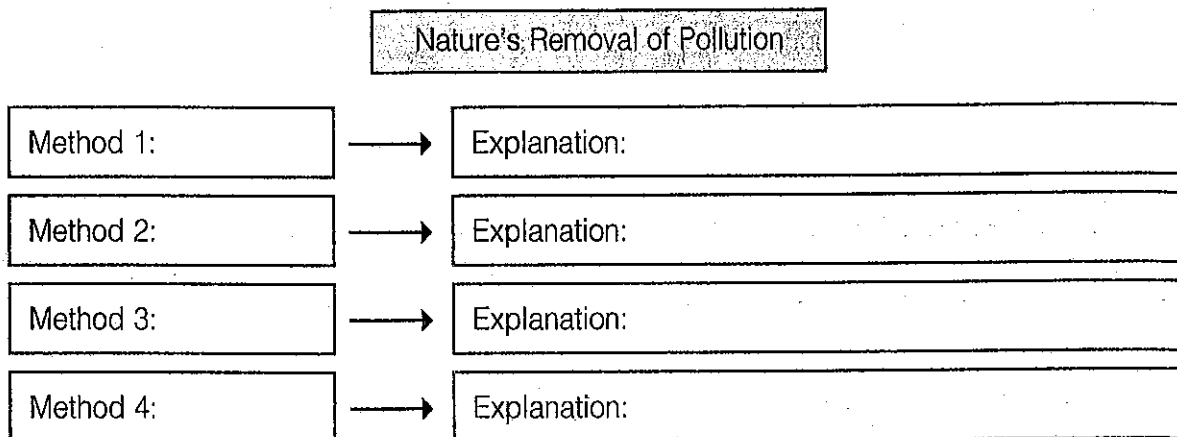 Nature's Removal of Pollution
Method 1:
Explanation:
Method 2:
Explanation:
Method 3:
Explanation:
Method 4:
Explanation: